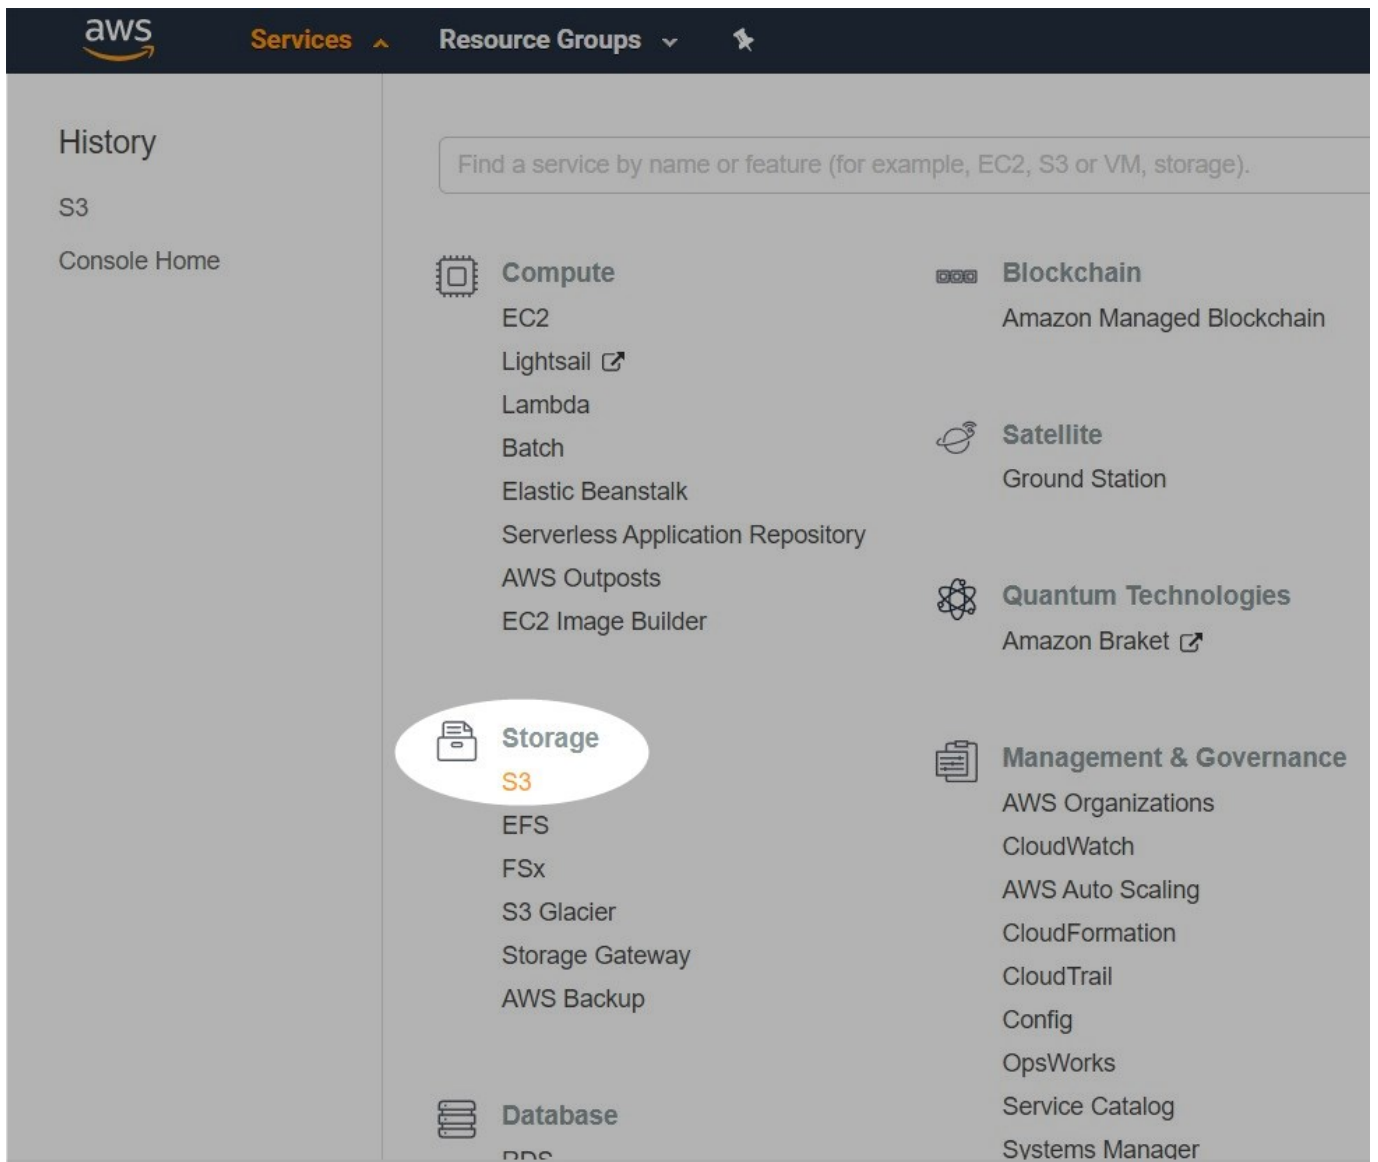 aws
Services
Resource Groups
History
S3
Console Home
Find a service by name or feature (for example, EC2, S3 or VM, storage).
Compute
EC2
Lightsail
Lambda
Batch
Elastic Beanstalk
Serverless Application Repository
AWS Outposts
EC2 Image Builder
Storage
S3
EFS
FSx
S3 Glacier
Storage Gateway
AWS Backup
Database
RDS
Blockchain
Amazon Managed Blockchain
Satellite
Ground Station
Quantum Technologies
Amazon Braket
Management & Governance
AWS Organizations
CloudWatch
AWS Auto Scaling
CloudFormation
CloudTrail
Config
OpsWorks
Service Catalog
Systems Manager